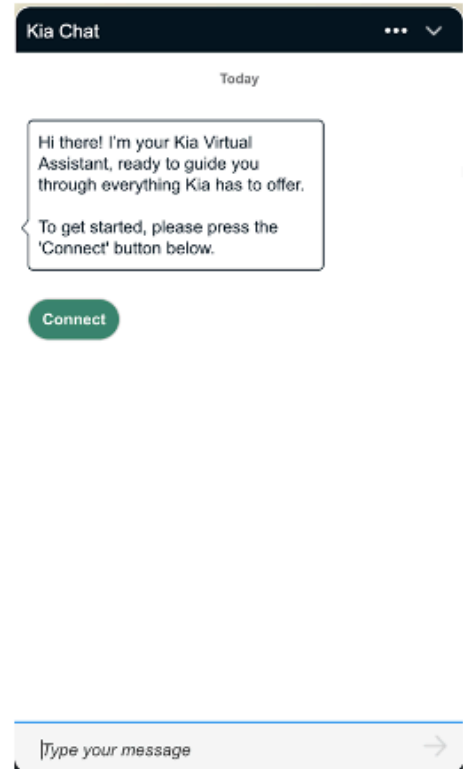 Kia Chat
Today
Hi there! I'm your Kia Virtual
Assistant, ready to guide you
through everything Kia has to offer.
To get started, please press the
'Connect' button below.
Connect
Type your message